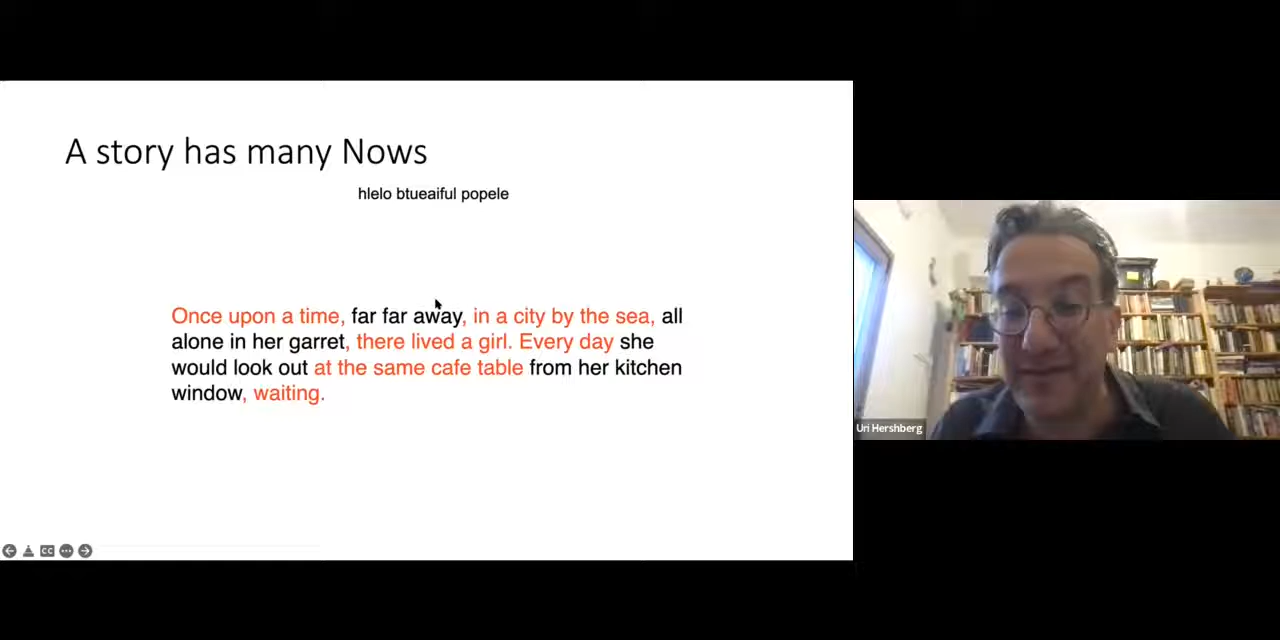 A story has many Nows
hlelo btueaiful popele
Once upon a time, far far away, in a city by the sea, all
alone in her garret, there lived a girl. Every day she
would look out at the same cafe table from her kitchen
window, waiting.
Uri Hershberg
CC